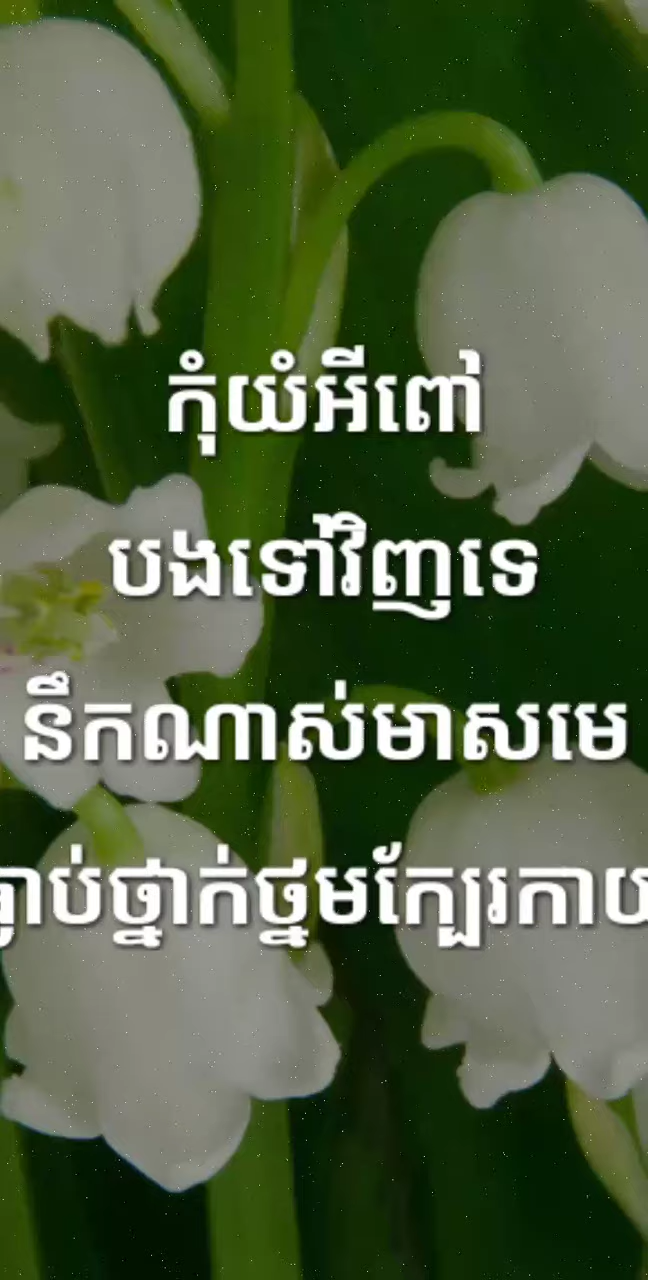 កុំយំអីពៅ
បងទៅវិញទេ
នឹកណាស់មាសមេ
ថ្នាក់ថ្នមក្បែរកាយ